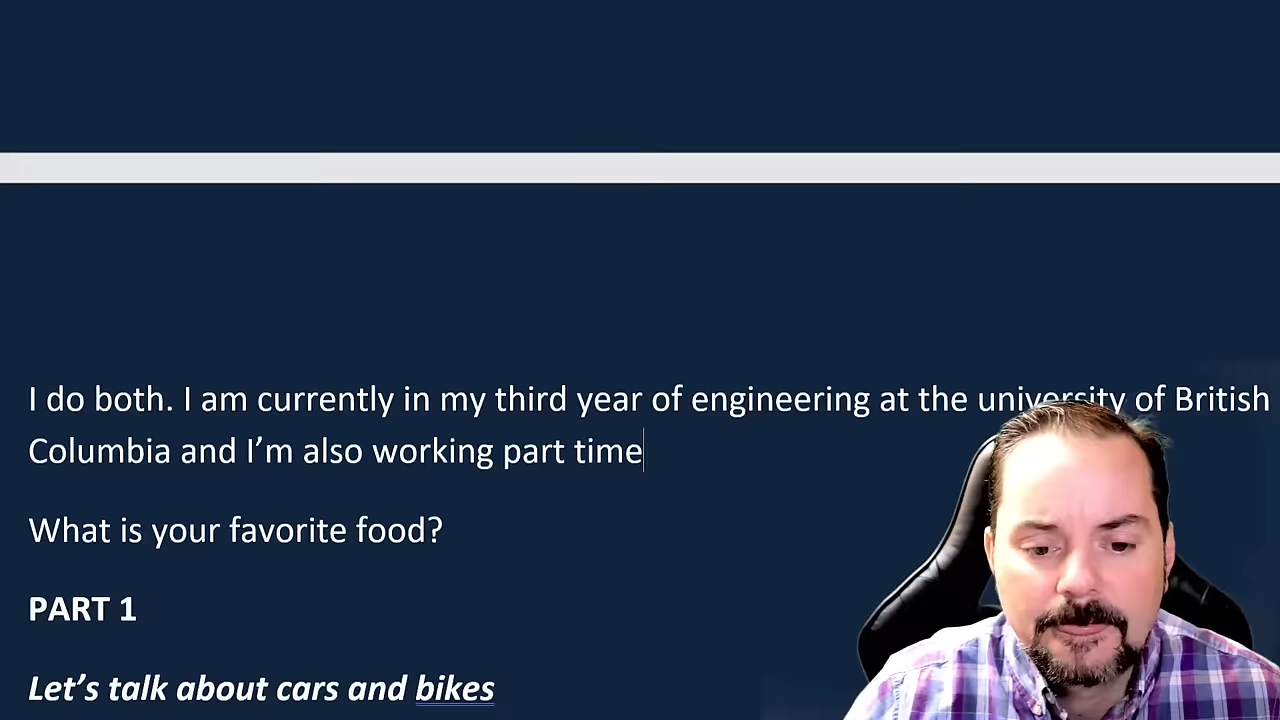 I do both. I am currently in my third year of engineering at the university of British
Columbia and I’m also working part time
What is your favorite food?
PART 1
Let’s talk about cars and bikes